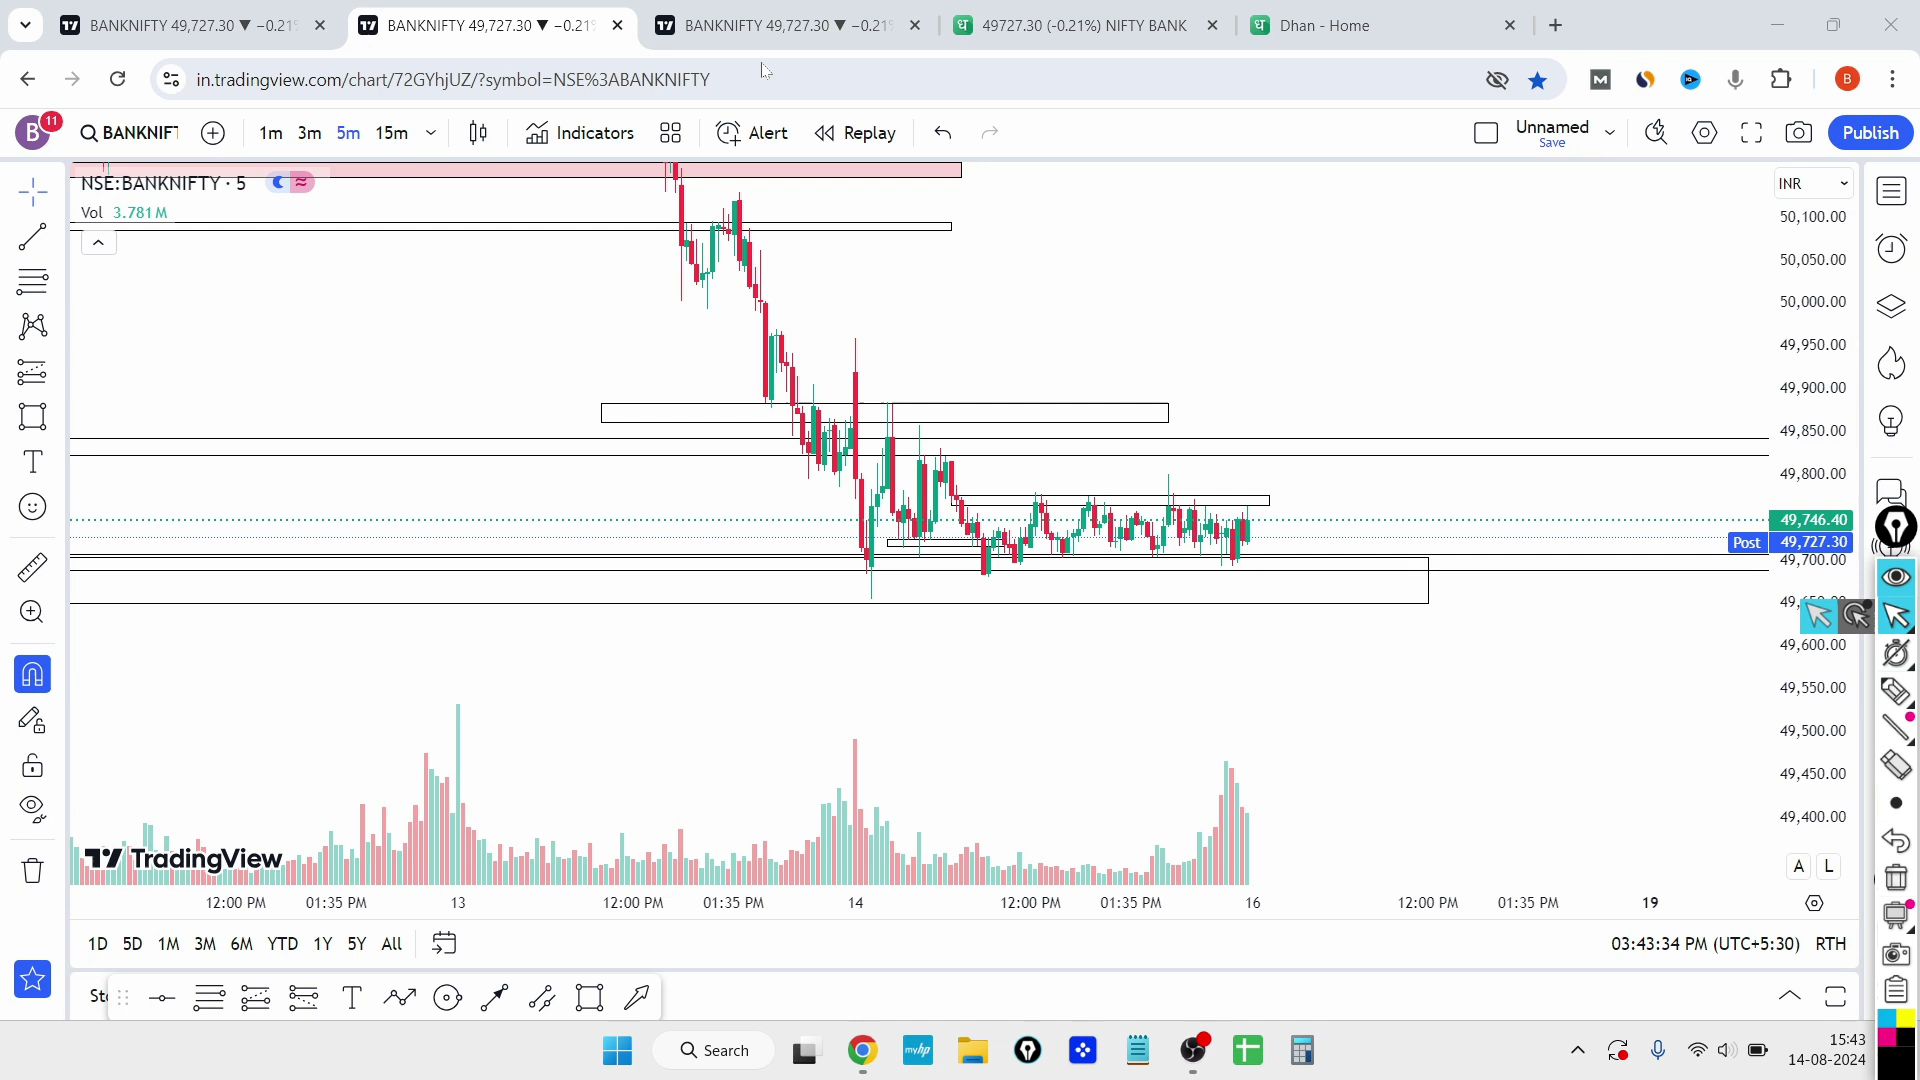 BANKNIFTY 49,727.30 ▼ −0.21%
BANKNIFTY 49,727.30 ▼ −0.21%
BANKNIFTY 49,727.30 ▼ −0.21%
49727.30 (-0.21%) NIFTY BANK
Dhan - Home
in.tradingview.com/chart/72GYhjUZ/?symbol=NSE%3ABANKNIFTY
B
B
11
BANKNIFT
1m 3m 5m 15m
Indicators
Alert
Replay
Unnamed
Save
Publish
NSE:BANKNIFTY · 5
Vol 3.781 M
INR
50,100.00
50,050.00
50,000.00
49,950.00
49,900.00
49,850.00
49,800.00
49,746.40
Post 49,727.30
49,700.00
49,600.00
49,550.00
49,500.00
49,450.00
49,400.00
TradingView
A L
12:00 PM 01:35 PM 13 12:00 PM 01:35 PM 14 12:00 PM 01:35 PM 16 12:00 PM 01:35 PM 19
1D 5D 1M 3M 6M YTD 1Y 5Y All
03:43:34 PM (UTC+5:30) RTH
Search
myhp
15:43
14-08-2024